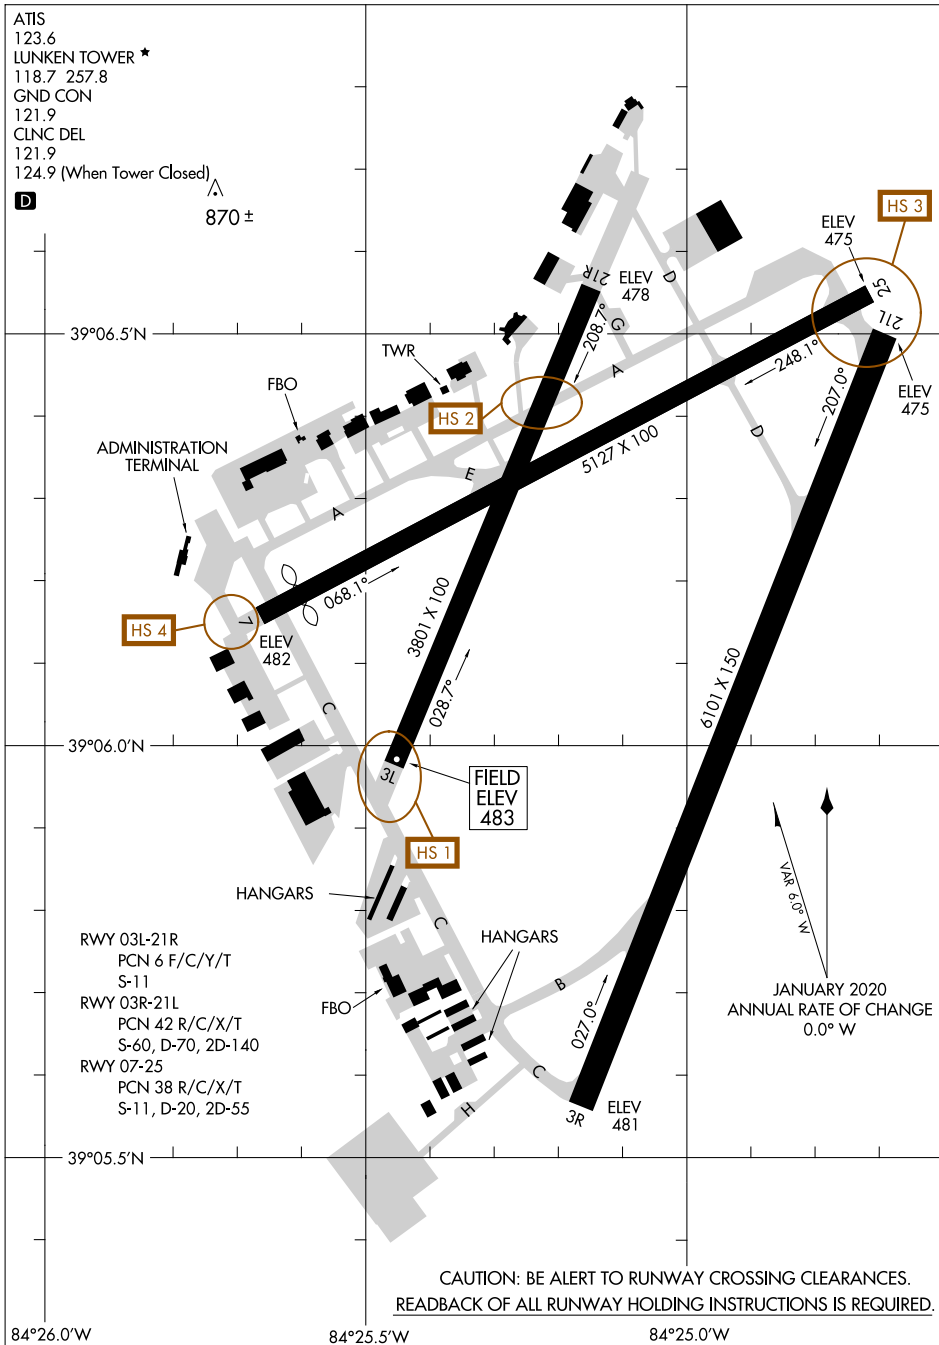 ATIS
123.6
LUNKEN TOWER ★
118.7 257.8
GND CON
121.9
CLNC DEL
121.9
124.9 (When Tower Closed)
D
870 ±
HS 3
ELEV
475
25
21L
ELEV
475
21R
ELEV
478
D
G
208.7°
A
248.1°
207.0°
TWR
FBO
HS 2
ADMINISTRATION
TERMINAL
39°06.5'N
5127 X 100
D
E
A
068.1°
HS 4
7
ELEV
482
3801 X 100
028.7°
C
6101 X 150
39°06.0'N
3L
FIELD
ELEV
483
HS 1
VAR 6.0° W
JANUARY 2020
ANNUAL RATE OF CHANGE
0.0° W
HANGARS
C
HANGARS
FBO
B
027.0°
C
H
3R
ELEV
481
RWY 03L-21R
PCN 6 F/C/Y/T
S-11
RWY 03R-21L
PCN 42 R/C/X/T
S-60, D-70, 2D-140
RWY 07-25
PCN 38 R/C/X/T
S-11, D-20, 2D-55
39°05.5'N
CAUTION: BE ALERT TO RUNWAY CROSSING CLEARANCES.
READBACK OF ALL RUNWAY HOLDING INSTRUCTIONS IS REQUIRED.
84°26.0'W
84°25.5'W
84°25.0'W